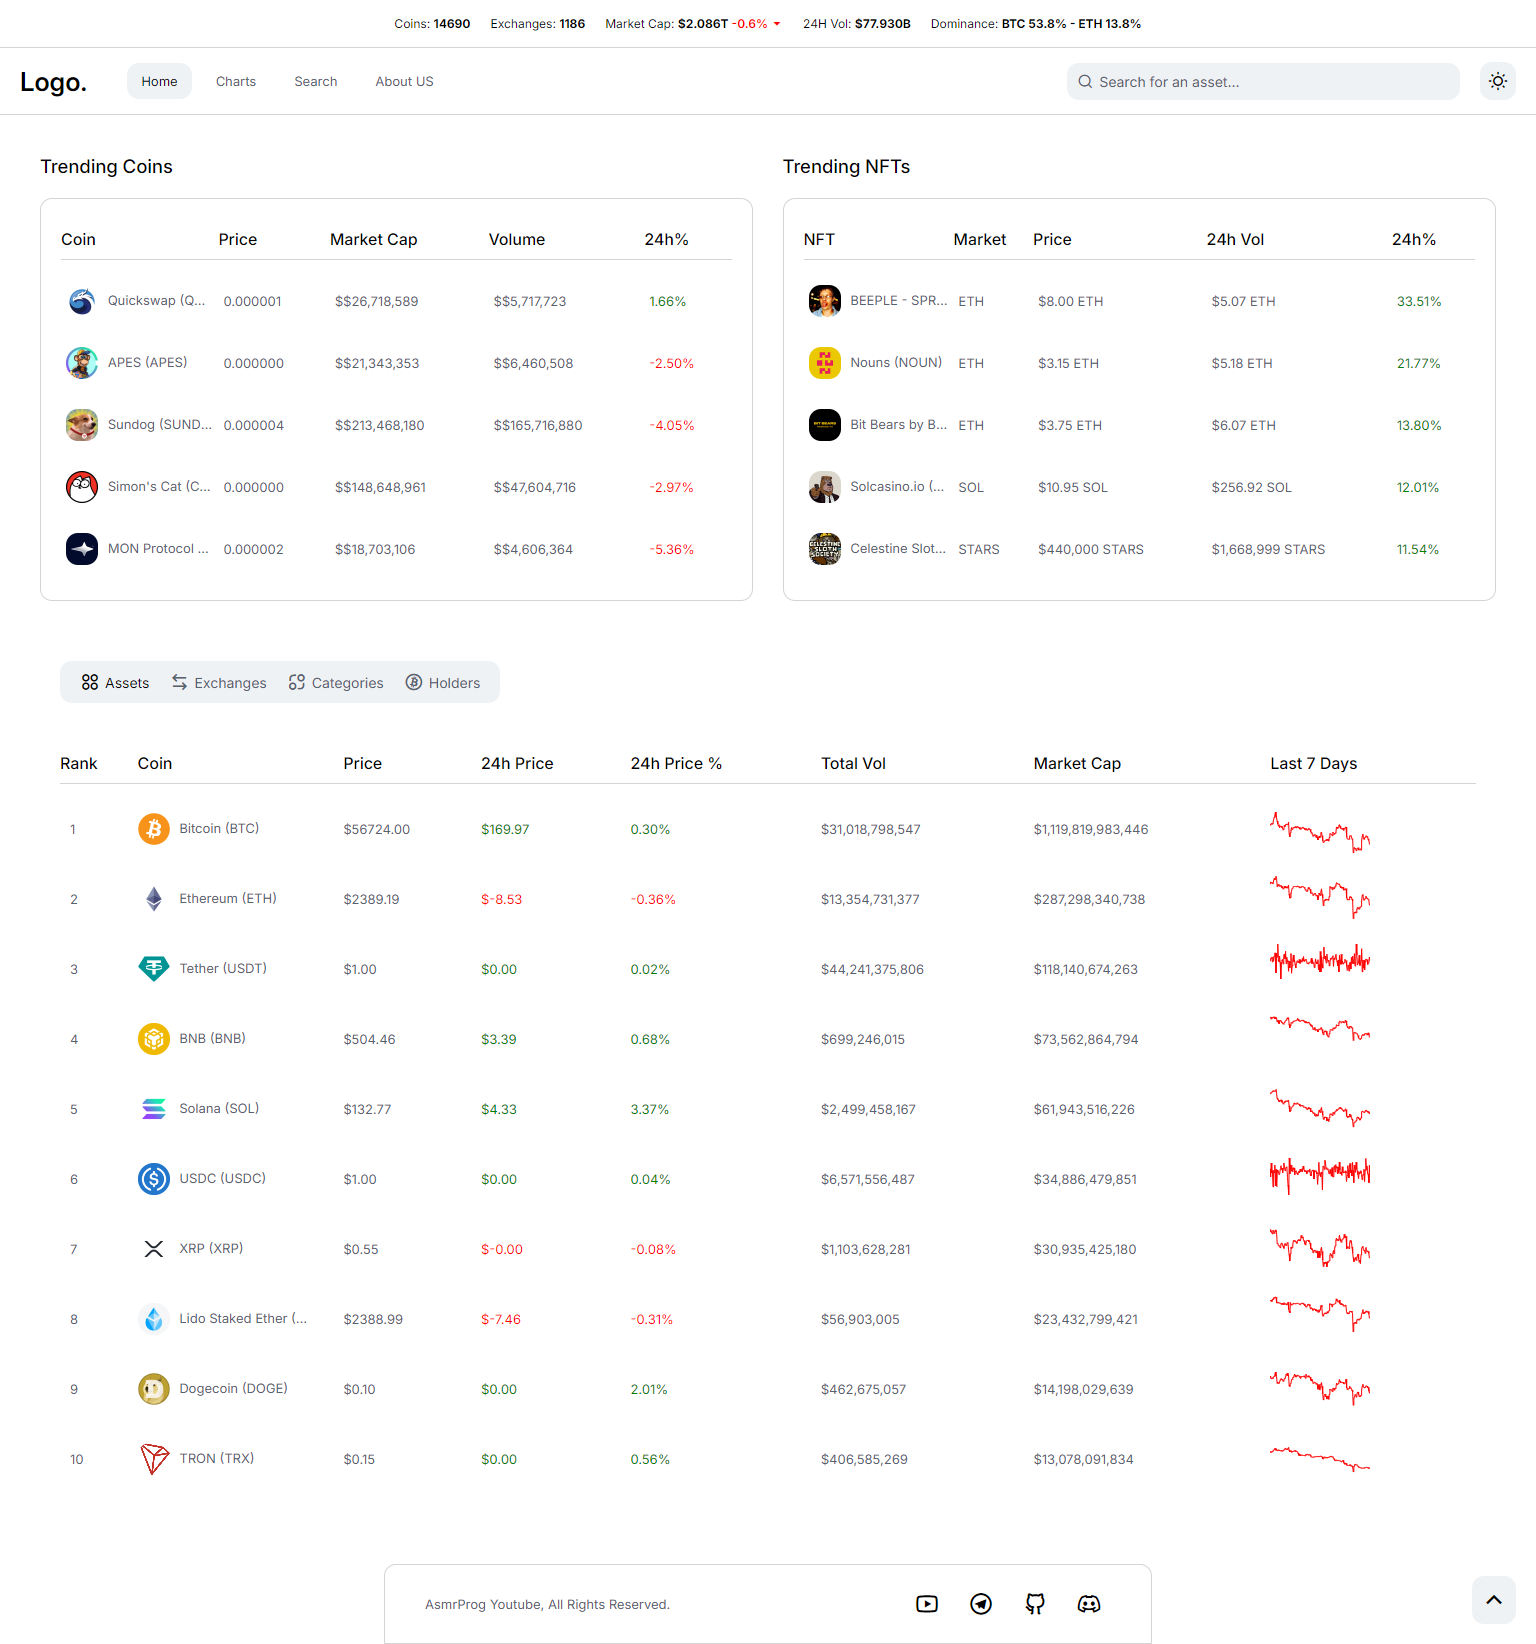 Coins: 14690 Exchanges: 1186 Market Cap: $2.086T -0.6% 24H Vol: $77.930B Dominance: BTC 53.8% - ETH 13.8%
Logo. Home Charts Search About US Search for an asset...
Trending Coins
Coin Price Market Cap Volume 24h%
Quickswap (Q... 0.000001 $$26,718,589 $$5,717,723 1.66%
APES (APES) 0.000000 $$21,343,353 $$6,460,508 -2.50%
Sundog (SUND... 0.000004 $$213,468,180 $$165,716,880 -4.05%
Simon's Cat (C... 0.000000 $$148,648,961 $$47,604,716 -2.97%
MON Protocol ... 0.000002 $$18,703,106 $$4,606,364 -5.36%
Trending NFTs
NFT Market Price 24h Vol 24h%
BEEPLE - SPR... ETH $8.00 ETH $5.07 ETH 33.51%
Nouns (NOUN) ETH $3.15 ETH $5.18 ETH 21.77%
Bit Bears by B... ETH $3.75 ETH $6.07 ETH 13.80%
Solcasino.io (... SOL $10.95 SOL $256.92 SOL 12.01%
Celestine Slot... STARS $440,000 STARS $1,668,999 STARS 11.54%
Assets Exchanges Categories Holders
Rank Coin Price 24h Price 24h Price % Total Vol Market Cap Last 7 Days
1 Bitcoin (BTC) $56724.00 $169.97 0.30% $31,018,798,547 $1,119,819,983,446
2 Ethereum (ETH) $2389.19 $-8.53 -0.36% $13,354,731,377 $287,298,340,738
3 Tether (USDT) $1.00 $0.00 0.02% $44,241,375,806 $118,140,674,263
4 BNB (BNB) $504.46 $3.39 0.68% $699,246,015 $73,562,864,794
5 Solana (SOL) $132.77 $4.33 3.37% $2,499,458,167 $61,943,516,226
6 USDC (USDC) $1.00 $0.00 0.04% $6,571,556,487 $34,886,479,851
7 XRP (XRP) $0.55 $-0.00 -0.08% $1,103,628,281 $30,935,425,180
8 Lido Staked Ether (... $2388.99 $-7.46 -0.31% $56,903,005 $23,432,799,421
9 Dogecoin (DOGE) $0.10 $0.00 2.01% $462,675,057 $14,198,029,639
10 TRON (TRX) $0.15 $0.00 0.56% $406,585,269 $13,078,091,834
AsmrProg Youtube, All Rights Reserved.